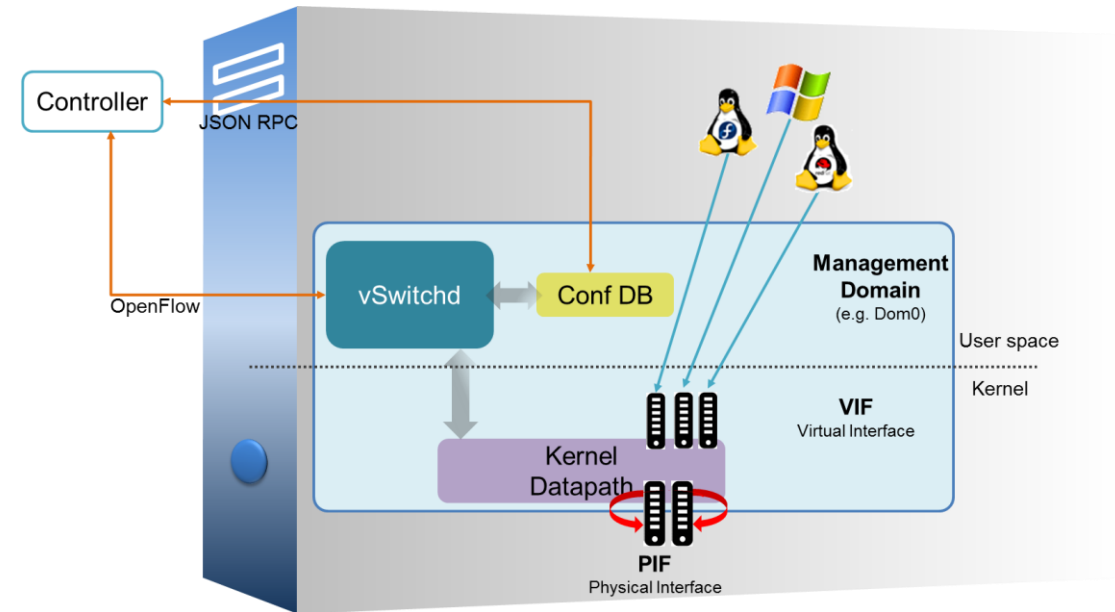 Controller
JSON RPC
OpenFlow
vSwitchd
Conf DB
Management
Domain
(e.g. Dom0)
User space
Kernel
VIF
Virtual Interface
Kernel
Datapath
PIF
Physical Interface